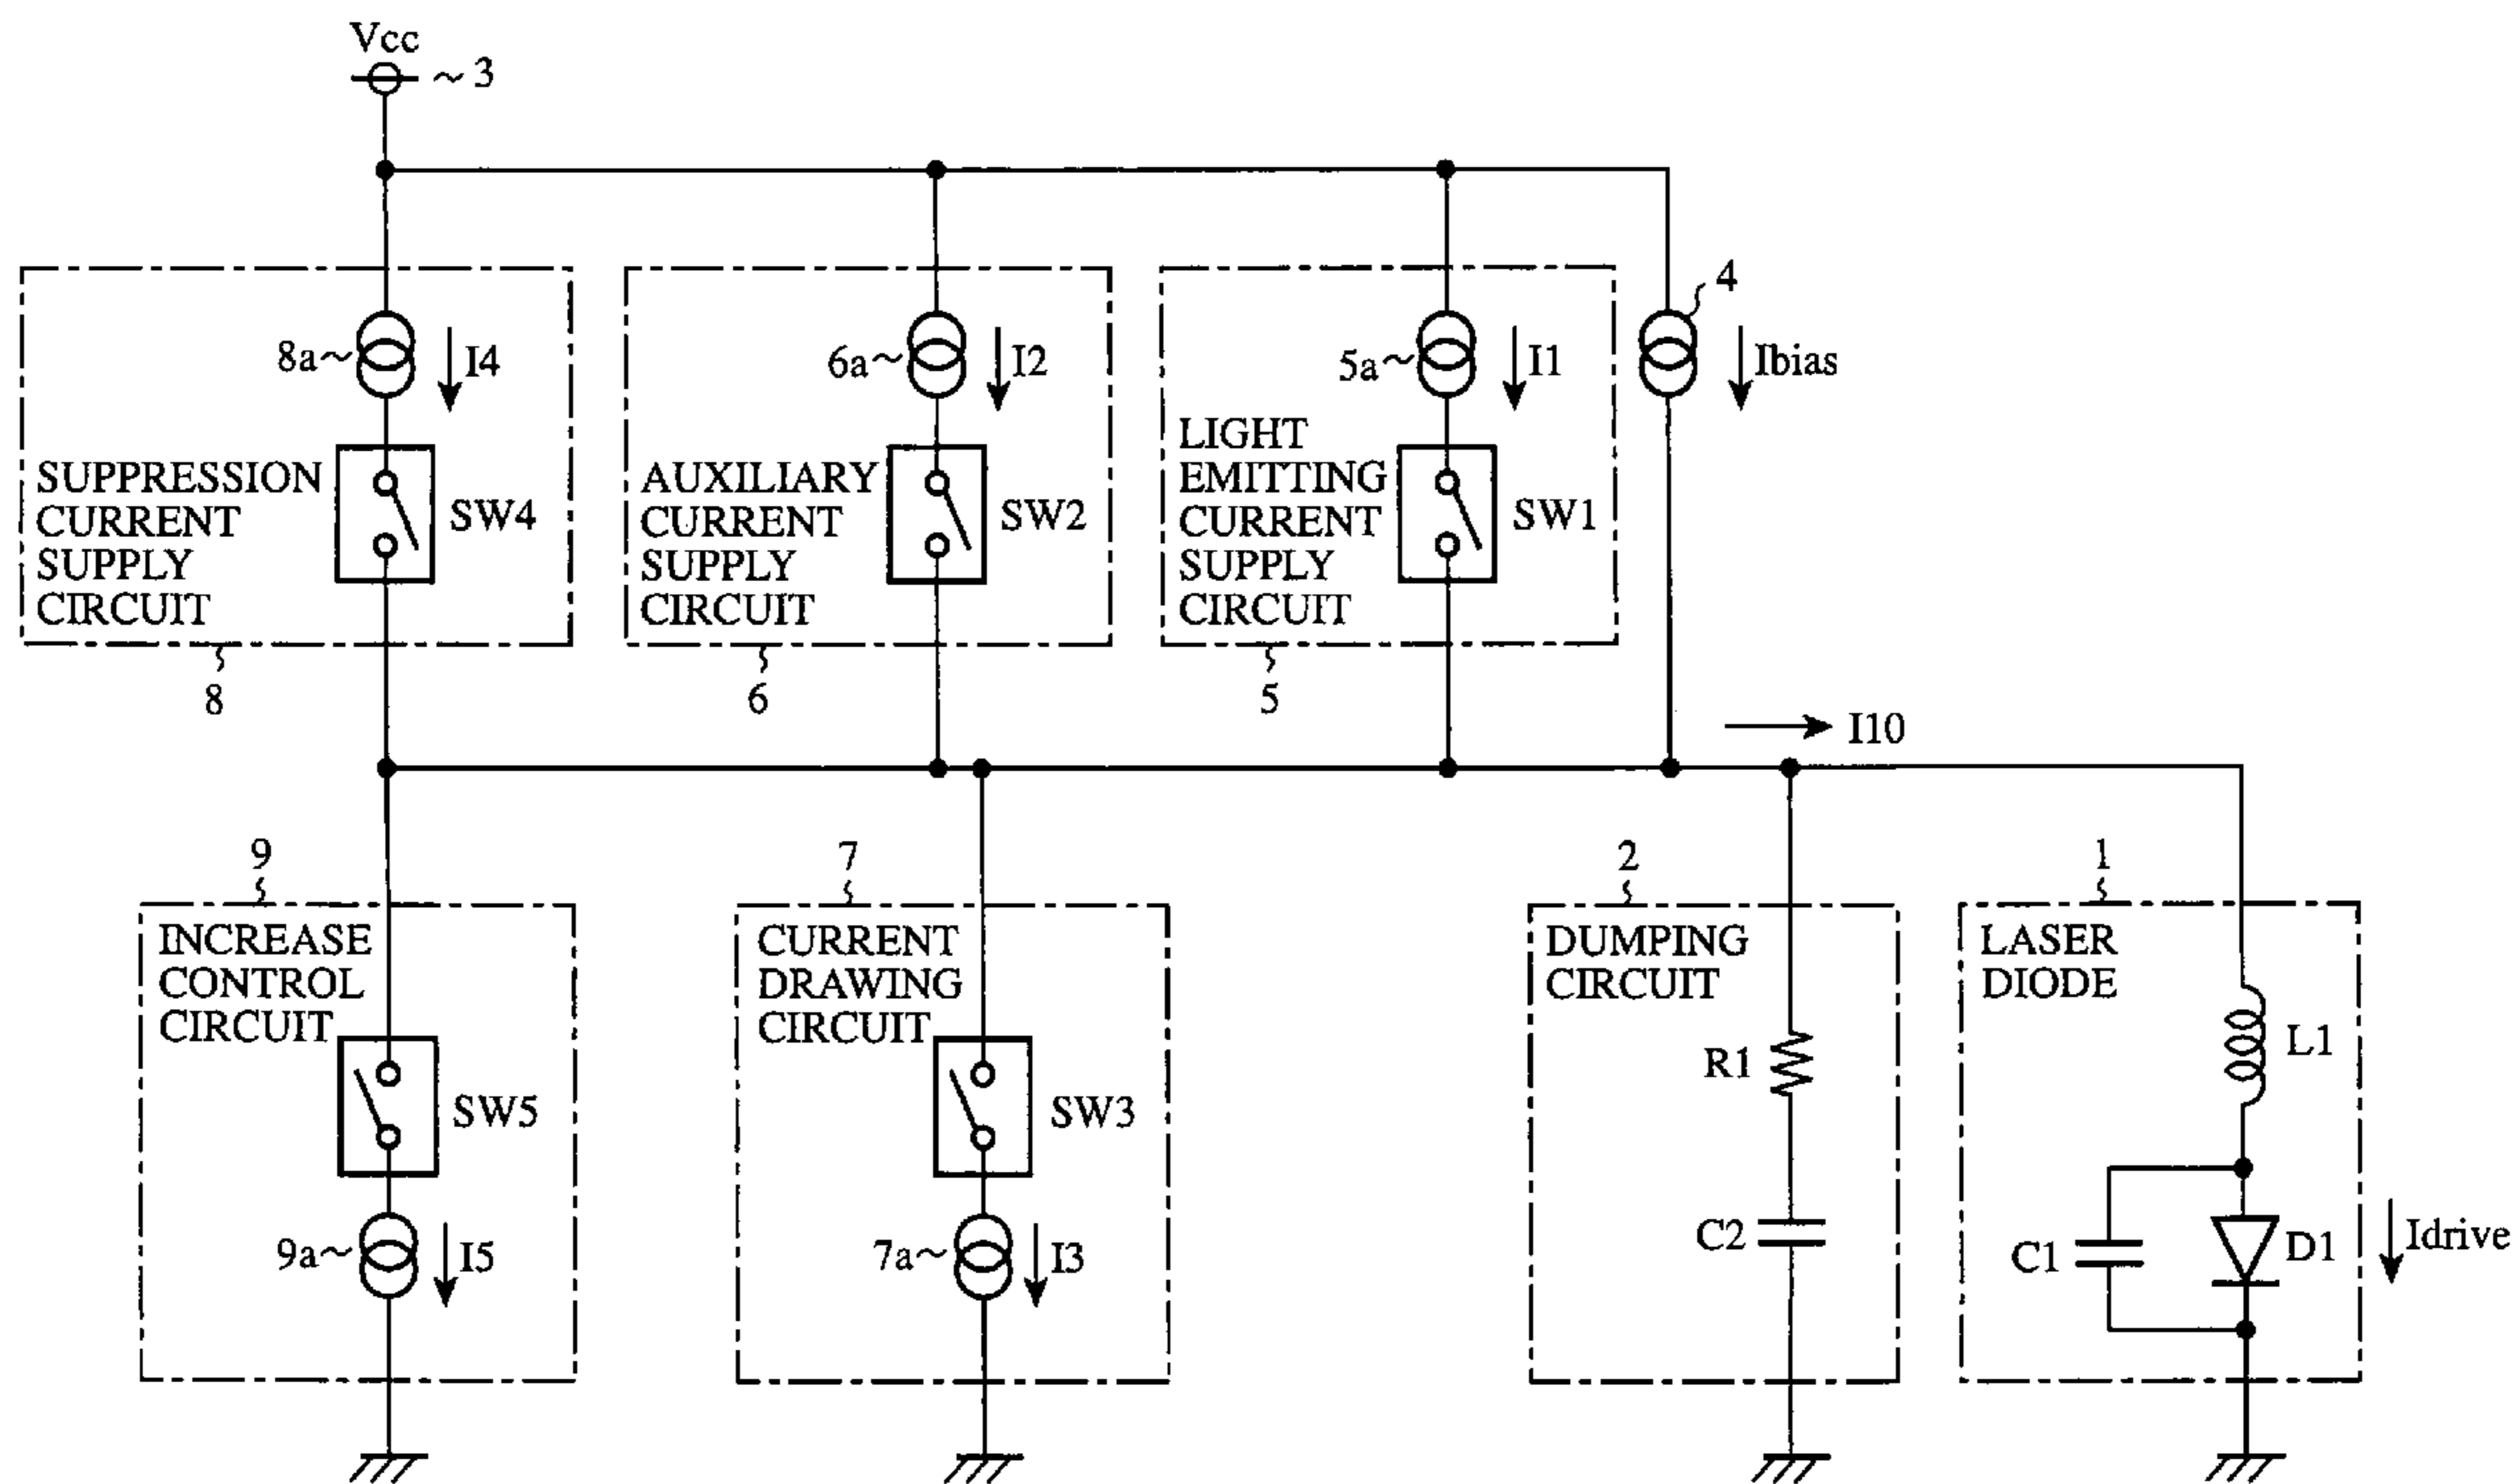 Vcc
~3
4
8a~
I4
6a~
I2
5a~
I1
Ibias
SUPPRESSION
CURRENT
SUPPLY
CIRCUIT
SW4
AUXILIARY
CURRENT
SUPPLY
CIRCUIT
SW2
LIGHT
EMITTING
CURRENT
SUPPLY
CIRCUIT
SW1
8
6
5
I10
9
7
2
1
INCREASE
CONTROL
CIRCUIT
SW5
9a~
I5
CURRENT
DRAWING
CIRCUIT
SW3
7a~
I3
DUMPING
CIRCUIT
R1
C2
LASER
DIODE
L1
C1
D1
Idrive